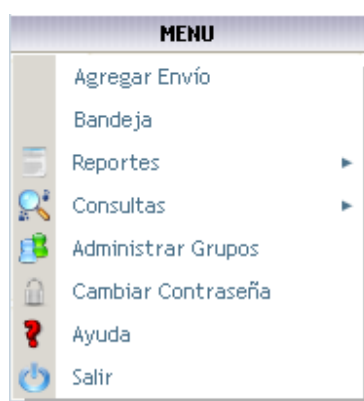 MENU
Agregar Envío
Bandeja
Reportes
Consultas
Administrar Grupos
Cambiar Contraseña
Ayuda
Salir